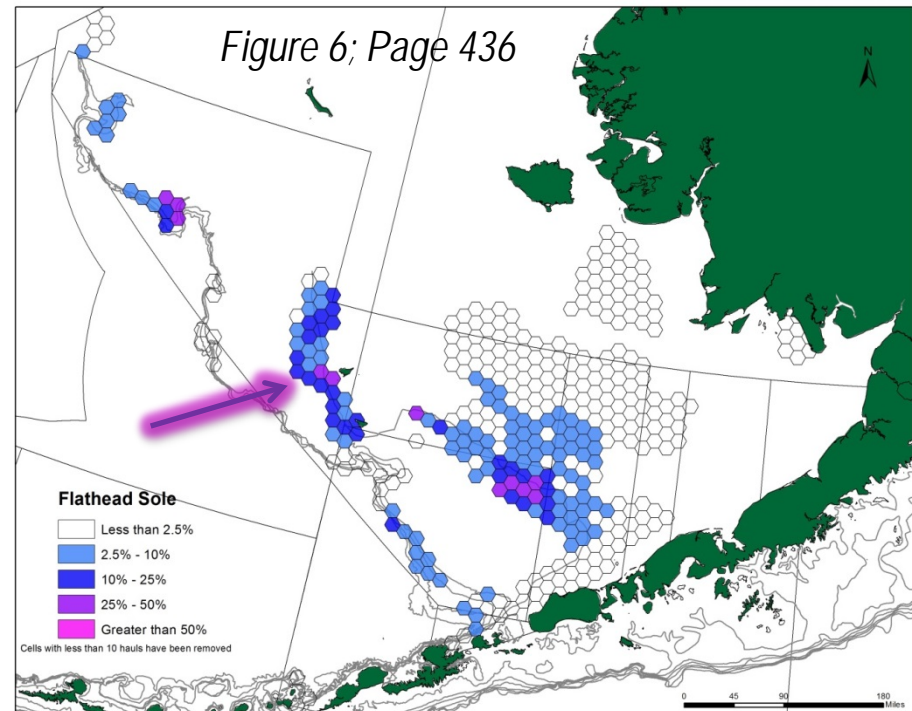 Figure 6; Page 436
N
Flathead Sole
Less than 2.5%
2.5% - 10%
10% - 25%
25% - 50%
Greater than 50%
Cells with less than 10 hauls have been removed
0 45 90 180
Miles